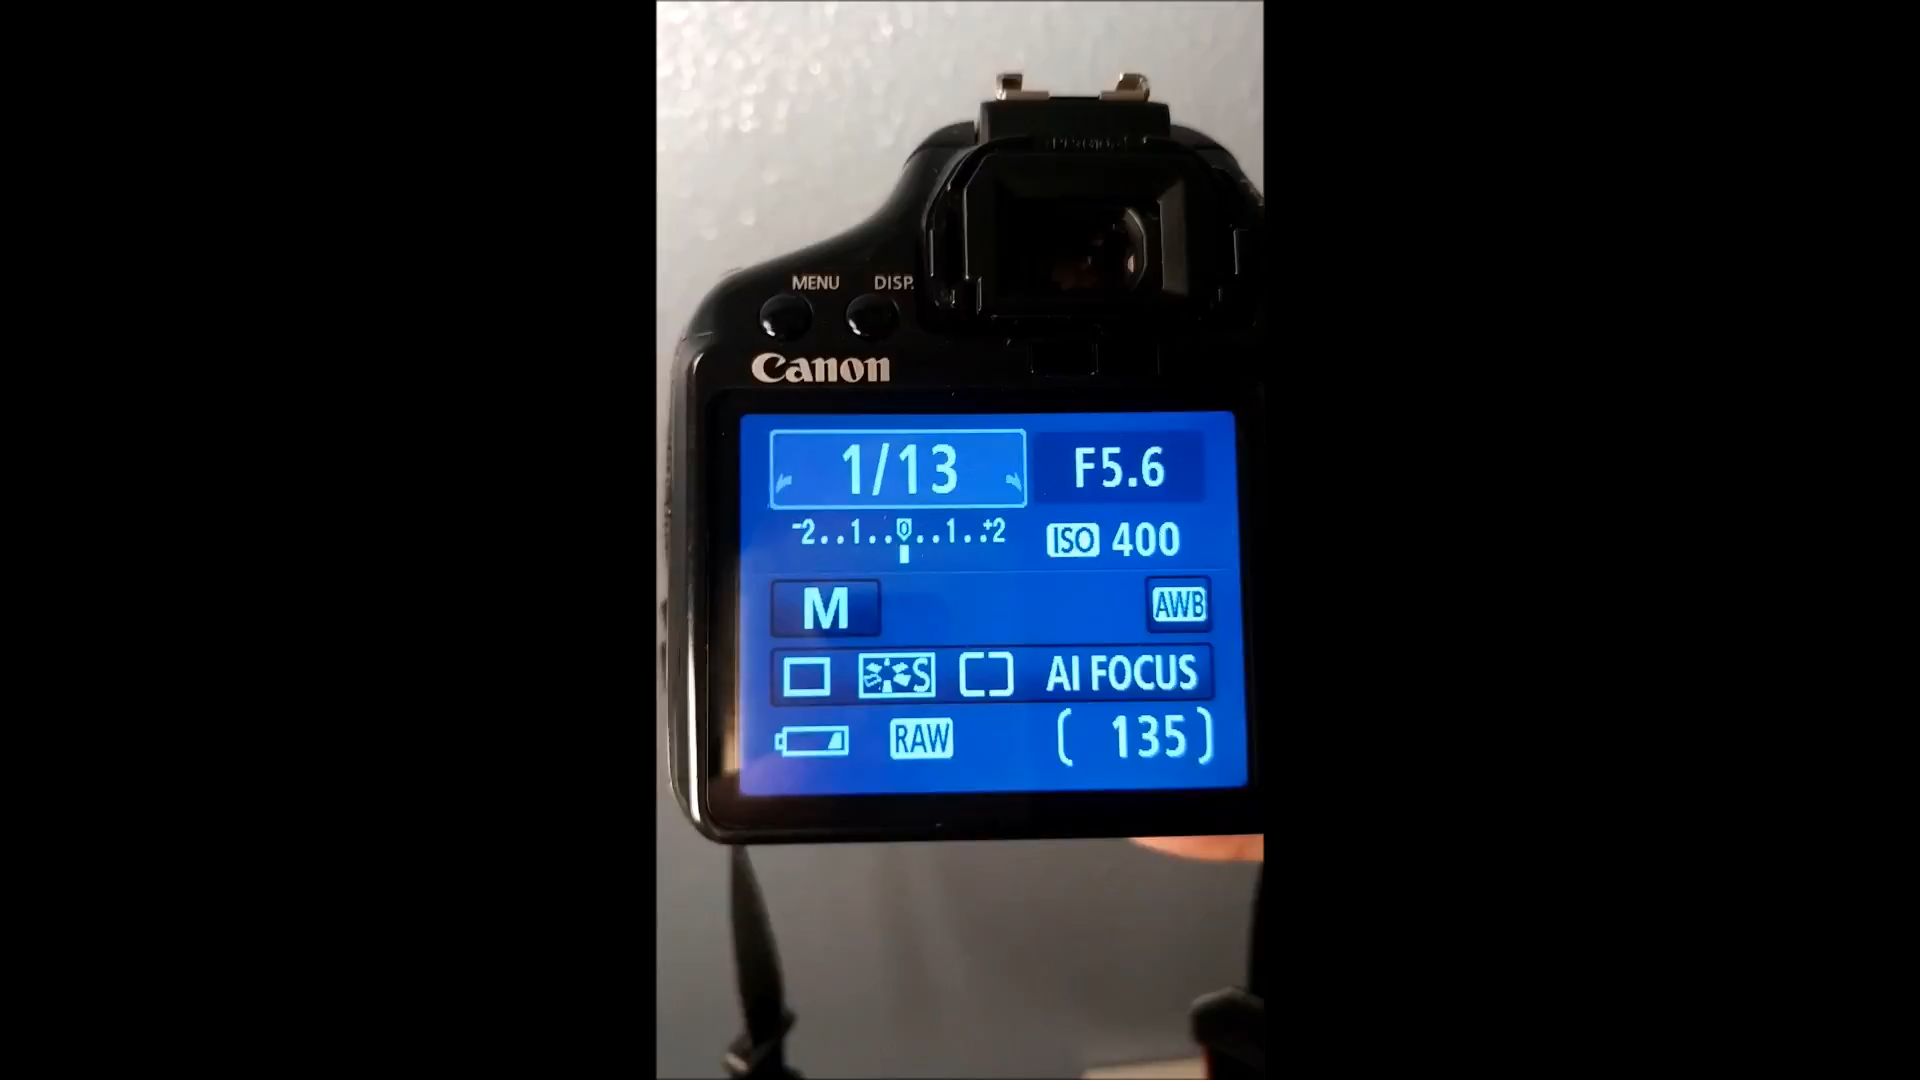 MENU DISP.
Canon
1/13 F5.6
-2..1..0..1..+2 ISO 400
M AWB
S AI FOCUS
RAW ( 135)